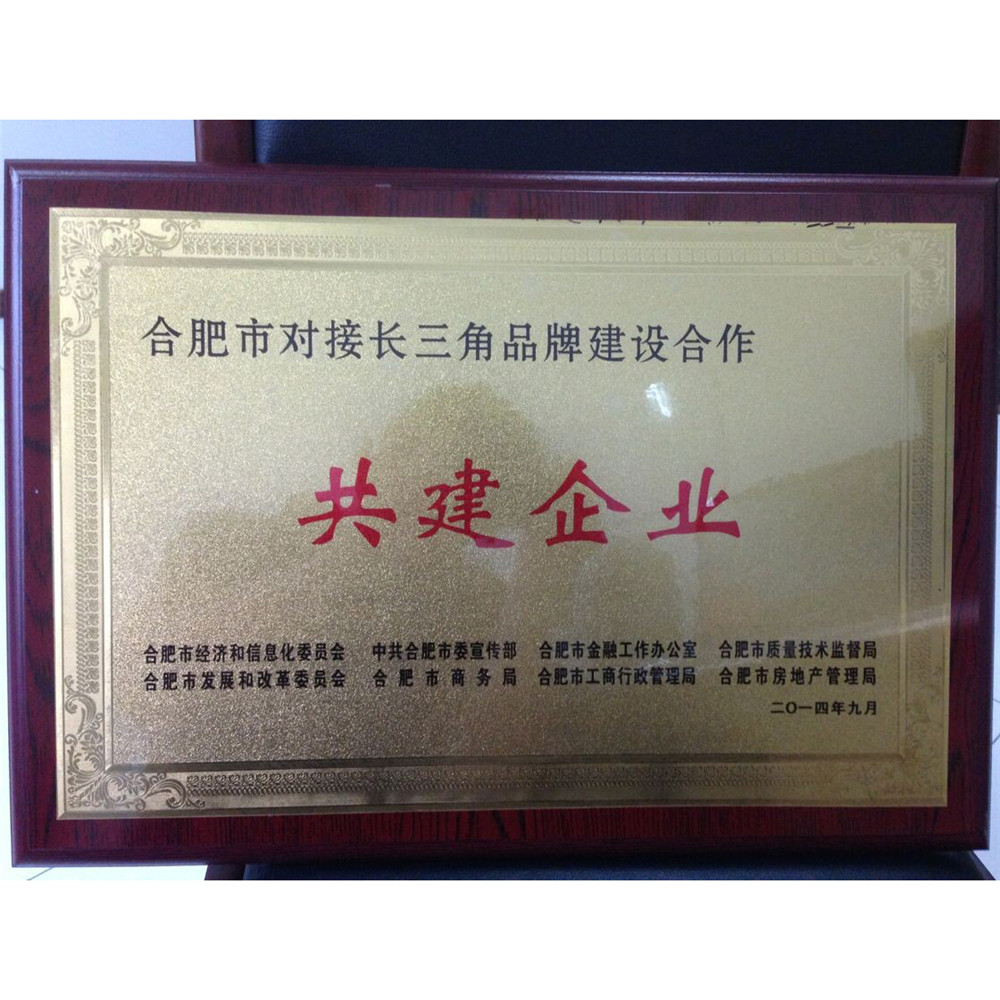 合肥市对接长三角品牌建设合作
共建企业
合肥市经济和信息化委员会 中共合肥市委宣传部 合肥市金融工作办公室 合肥市质量技术监督局
合肥市发展和改革委员会 合肥市商务局 合肥市工商行政管理局 合肥市房地产管理局
二〇一四年九月